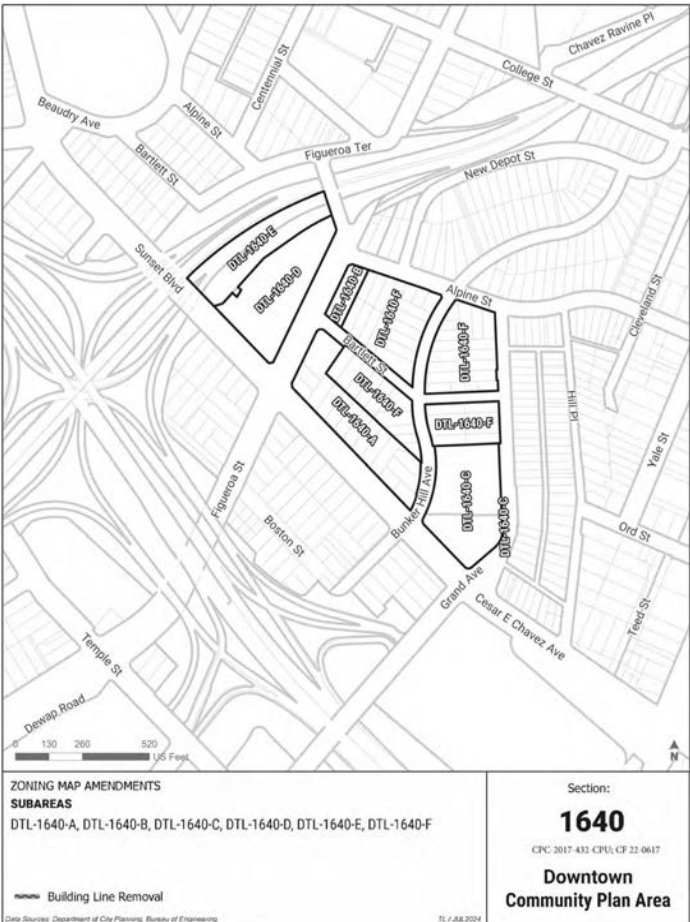 Chavez Ravine Pl
College St
Centennial St
Alpine St
Beaudry Ave
Bartlett St
Figueroa Ter
New Depot St
Sunset Blvd
DTL-1640-E
DTL-1640-D
DTL-1640-B
DTL-1640-F
Alpine St
DTL-1640-F
Cleveland St
Bartlett St
DTL-1640-F
DTL-1640-A
DTL-1640-F
Hill Pl
Yale St
Figueroa St
Bunker Hill Ave
DTL-1640-C
DTL-1640-C
Boston St
Ord St
Grand Ave
Cesar E Chavez Ave
Teed St
Temple St
Dewap Road
0 130 260 520
US Feet
N
ZONING MAP AMENDMENTS
SUBAREAS
DTL-1640-A, DTL-1640-B, DTL-1640-C, DTL-1640-D, DTL-1640-E, DTL-1640-F
Building Line Removal
Data Sources: Department of City Planning, Bureau of Engineering
TL / JUL2024
Section:
1640
CPC-2017-432-CPU; CF 22-0617
Downtown
Community Plan Area